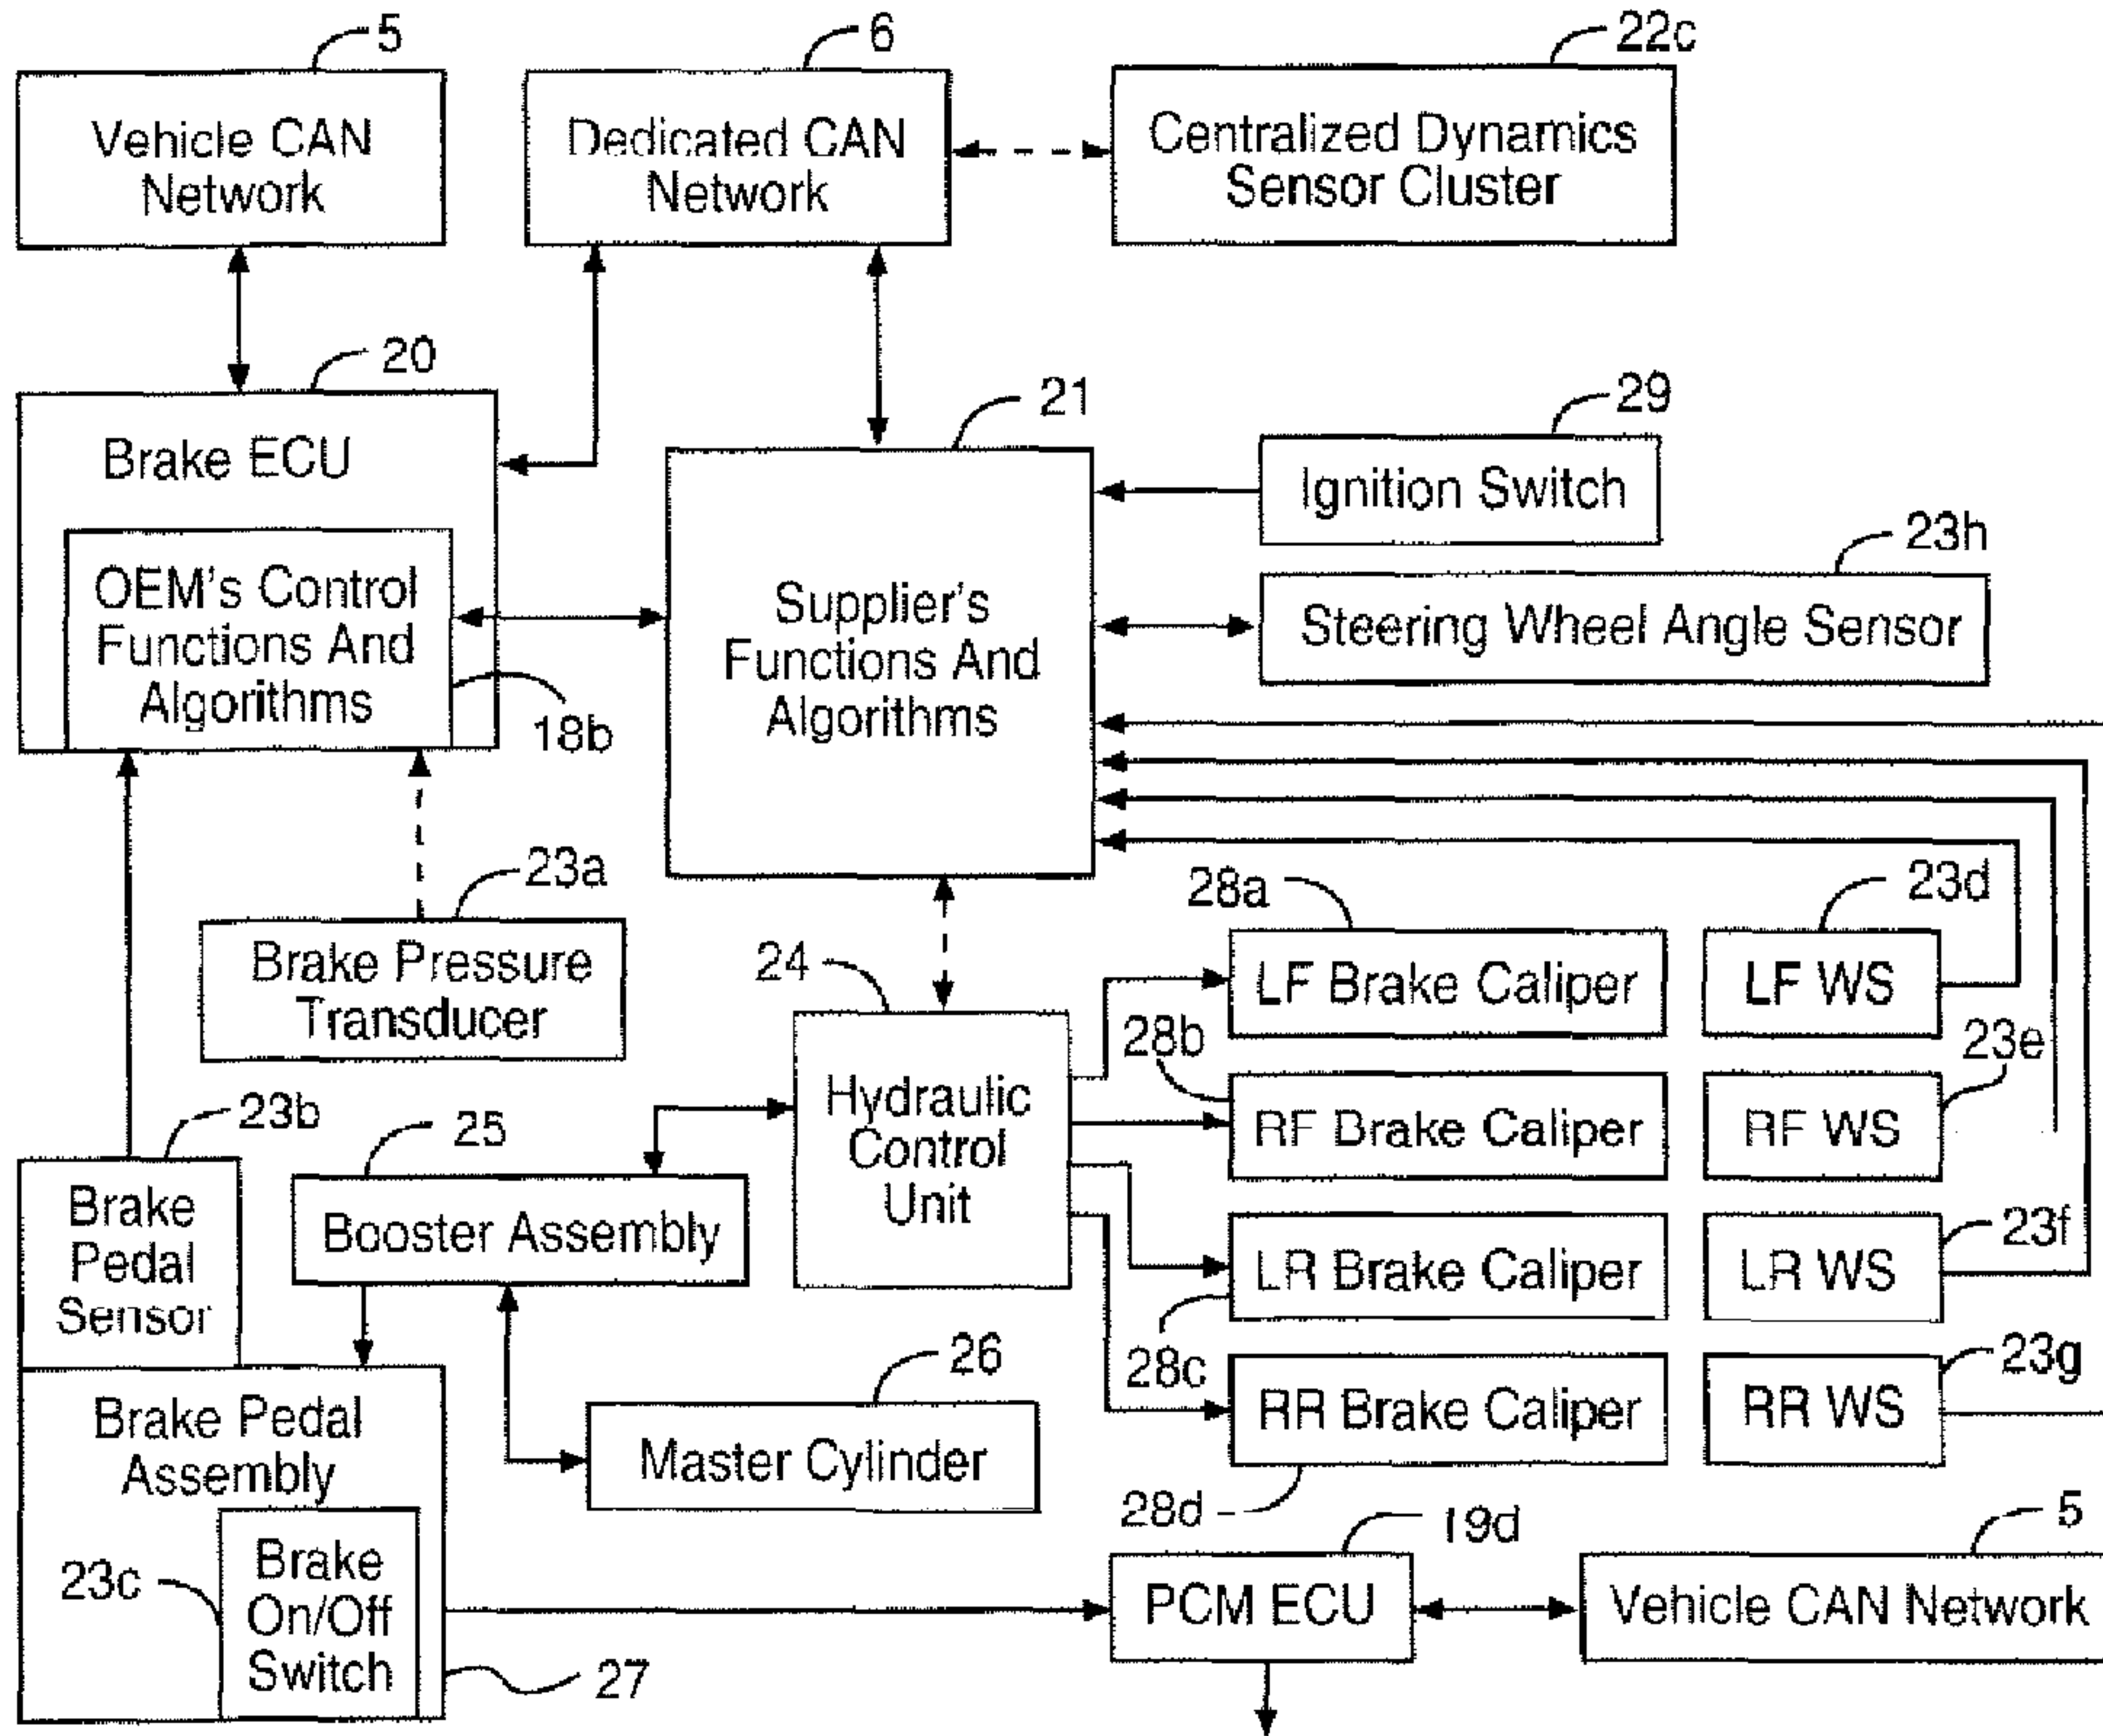 5
6
22c
Vehicle CAN
Network
Dedicated CAN
Network
Centralized Dynamics
Sensor Cluster
20
21
29
Brake ECU
Ignition Switch
23h
OEM's Control
Functions And
Algorithms
18b
Supplier's
Functions And
Algorithms
Steering Wheel Angle Sensor
23a
Brake Pressure
Transducer
24
28a
23d
LF Brake Caliper
LF WS
28b
23e
23b
25
Hydraulic
Control
Unit
RF Brake Caliper
RF WS
Brake
Pedal
Sensor
Booster Assembly
LR Brake Caliper
LR WS
23f
28c
26
23g
Brake Pedal
Assembly
Master Cylinder
RR Brake Caliper
RR WS
28d
19d
5
23c
Brake
On/Off
Switch
27
PCM ECU
Vehicle CAN Network